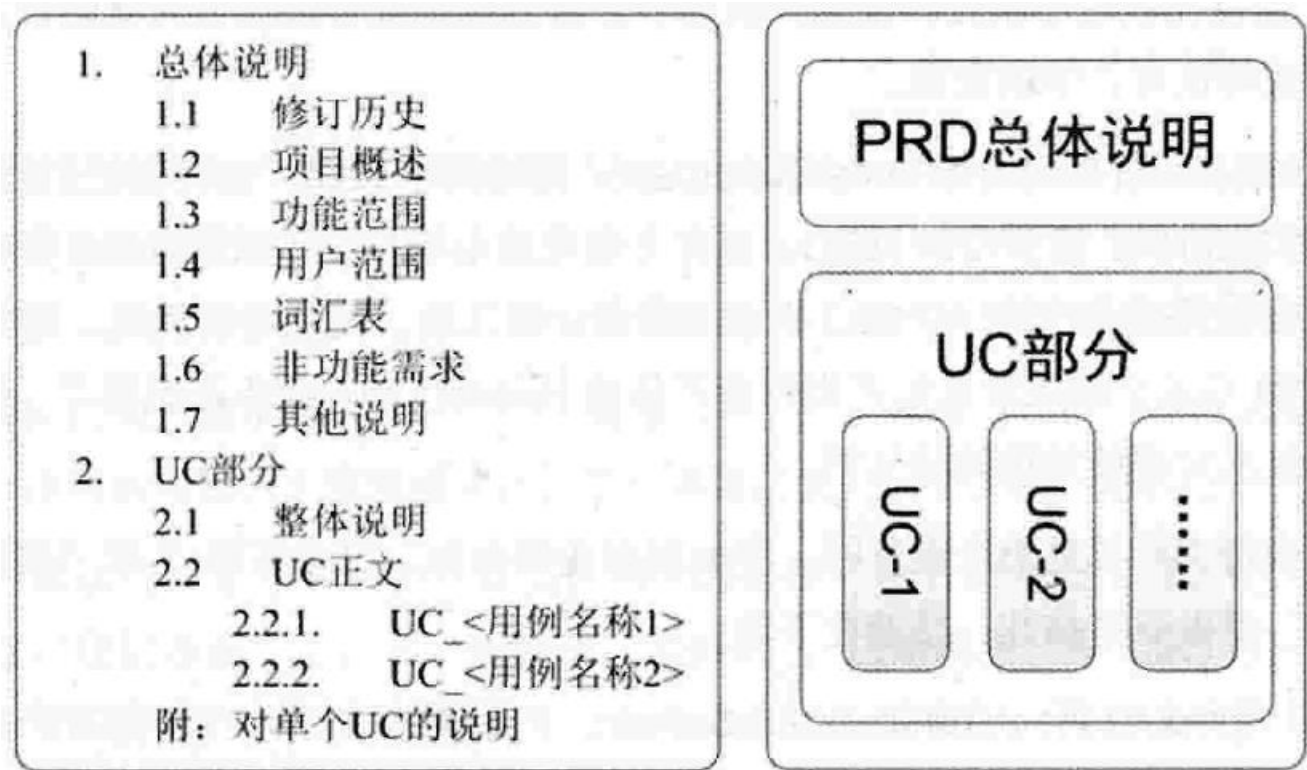 1. 总体说明
1.1 修订历史
1.2 项目概述
1.3 功能范围
1.4 用户范围
1.5 词汇表
1.6 非功能需求
1.7 其他说明
2. UC部分
2.1 整体说明
2.2 UC正文
2.2.1. UC_<用例名称1>
2.2.2. UC_<用例名称2>
附：对单个UC的说明
PRD总体说明
UC部分
UC-1
UC-2
……